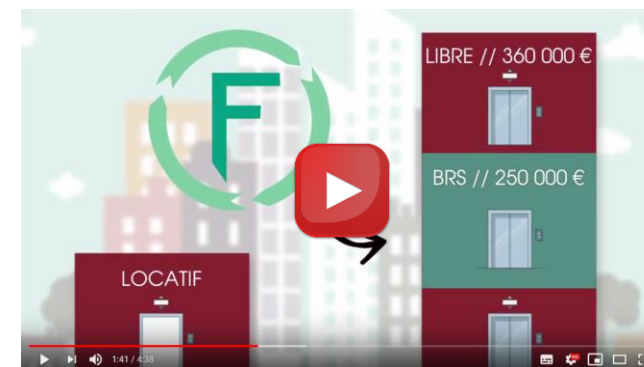 LIBRE // 360 000 €
F
BRS // 250 000 €
LOCATIF
1:41 / 4:38